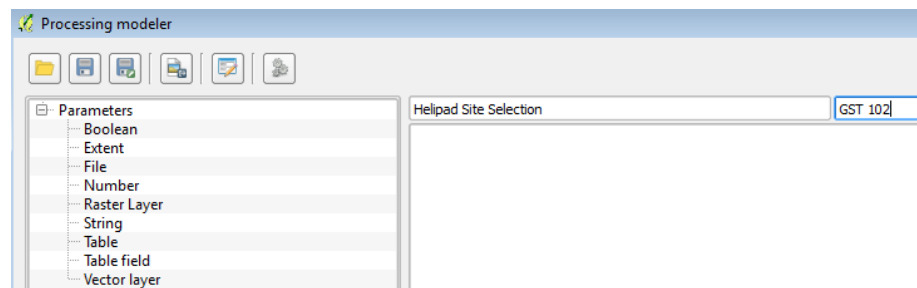 Processing modeler
Parameters
Boolean
Extent
File
Number
Raster Layer
String
Table
Table field
Vector layer
Helipad Site Selection
GST 102